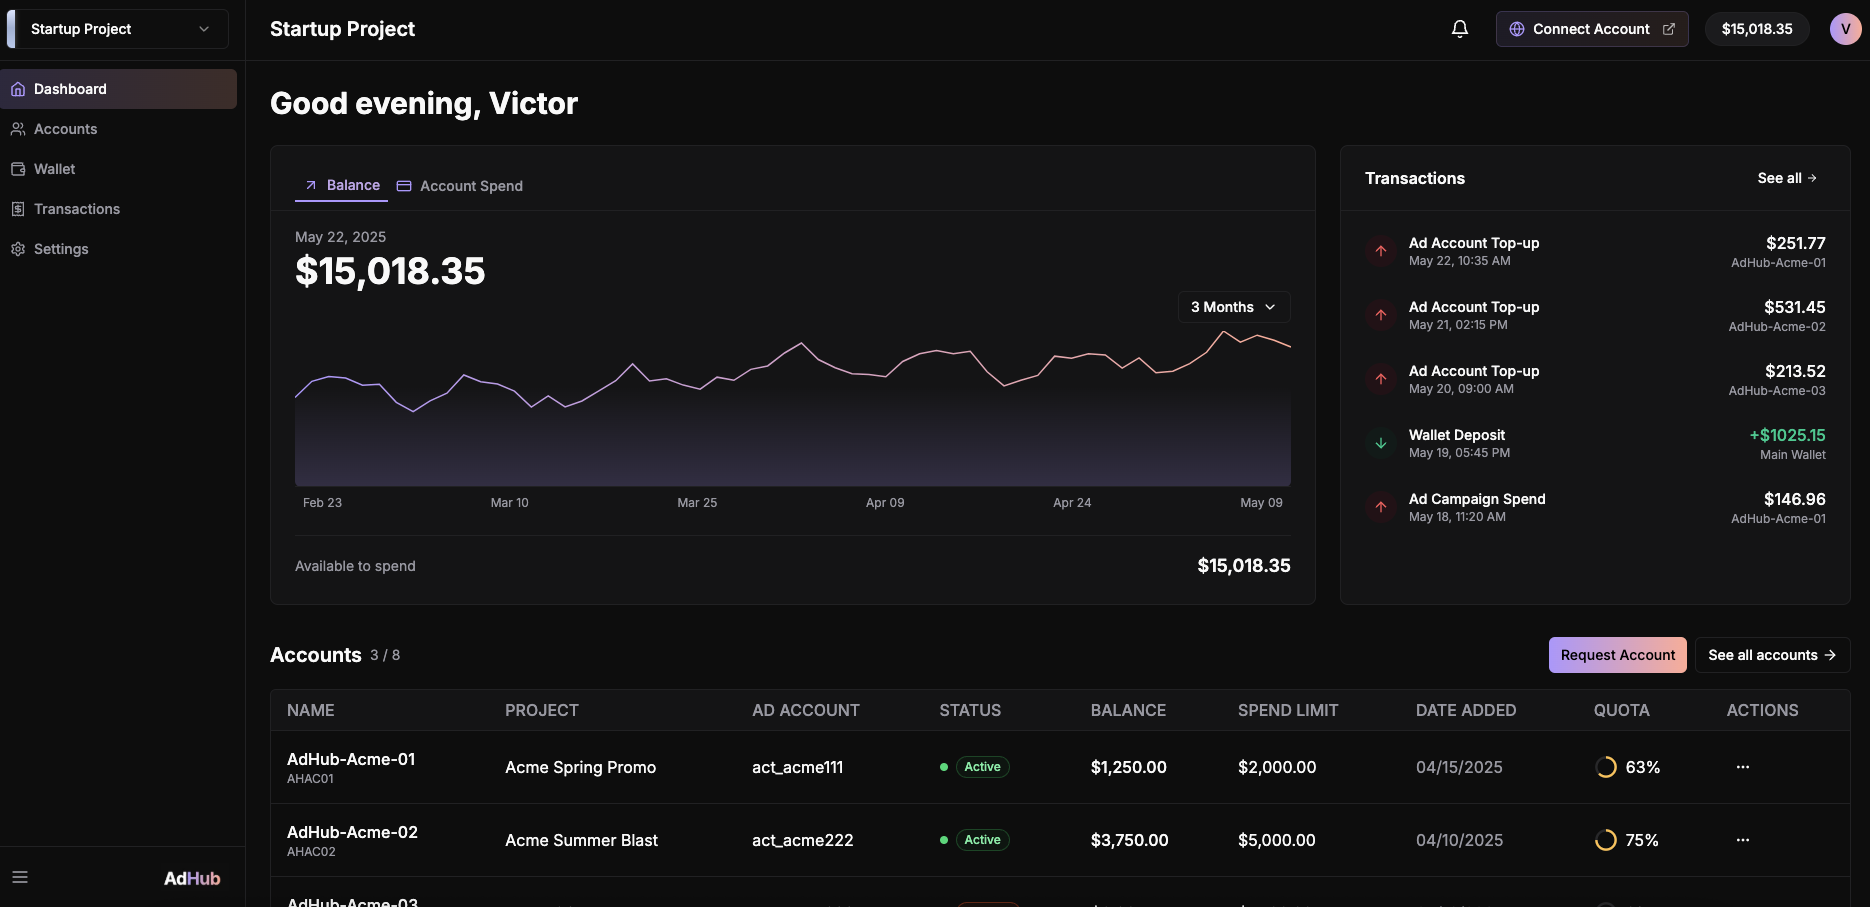 Startup Project
Dashboard
Accounts
Wallet
Transactions
Settings
AdHub
Startup Project
Connect Account
$15,018.35
V
Good evening, Victor
Balance
Account Spend
May 22, 2025
$15,018.35
3 Months
Feb 23 Mar 10 Mar 25 Apr 09 Apr 24 May 09
Available to spend $15,018.35
Transactions See all
Ad Account Top-up $251.77
May 22, 10:35 AM AdHub-Acme-01
Ad Account Top-up $531.45
May 21, 02:15 PM AdHub-Acme-02
Ad Account Top-up $213.52
May 20, 09:00 AM AdHub-Acme-03
Wallet Deposit +$1025.15
May 19, 05:45 PM Main Wallet
Ad Campaign Spend $146.96
May 18, 11:20 AM AdHub-Acme-01
Accounts 3 / 8
Request Account See all accounts
NAME PROJECT AD ACCOUNT STATUS BALANCE SPEND LIMIT DATE ADDED QUOTA ACTIONS
AdHub-Acme-01
AHAC01
Acme Spring Promo act_acme111 Active $1,250.00 $2,000.00 04/15/2025 63% ···
AdHub-Acme-02
AHAC02
Acme Summer Blast act_acme222 Active $3,750.00 $5,000.00 04/10/2025 75% ···
AdHub-Acme-03